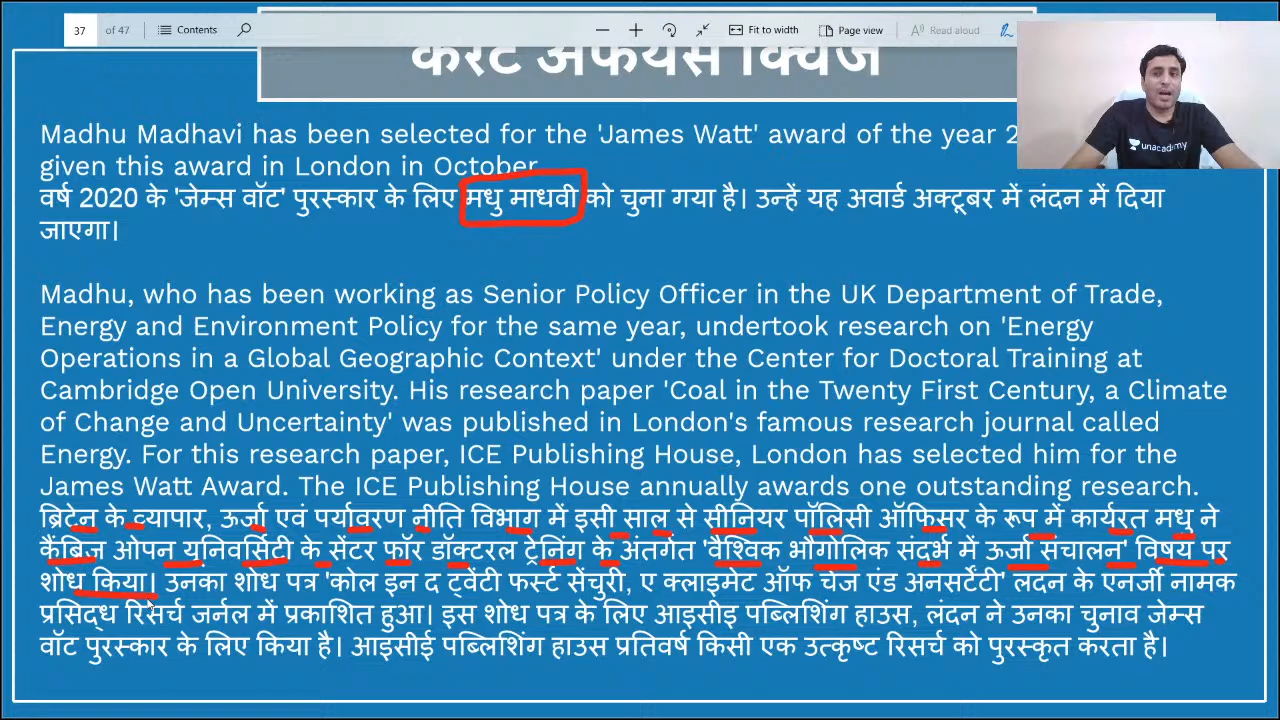 37 of 47 Contents Fit to width Page view Read aloud
करेंट अफेयर्स क्विज
unacademy
Madhu Madhavi has been selected for the 'James Watt' award of the year
given this award in London in October
वर्ष 2020 के 'जेम्स वॉट' पुरस्कार के लिए मधु माधवी को चुना गया है। उन्हें यह अवार्ड अक्टूबर में लंदन में दिया
जाएगा।
Madhu, who has been working as Senior Policy Officer in the UK Department of Trade,
Energy and Environment Policy for the same year, undertook research on 'Energy
Operations in a Global Geographic Context' under the Center for Doctoral Training at
Cambridge Open University. His research paper 'Coal in the Twenty First Century, a Climate
of Change and Uncertainty' was published in London's famous research journal called
Energy. For this research paper, ICE Publishing House, London has selected him for the
James Watt Award. The ICE Publishing House annually awards one outstanding research.
ब्रिटेन के व्यापार, ऊर्जा एवं पर्यावरण नीति विभाग में इसी साल से सीनियर पॉलिसी ऑफिसर के रूप में कार्यरत मधु ने
कैंब्रिज ओपन यूनिवर्सिटी के सेंटर फॉर डॉक्टरल ट्रेनिंग के अंतर्गत 'वैश्विक भौगोलिक संदर्भ में ऊर्जा संचालन' विषय पर
शोध किया। उनका शोध पत्र 'कोल इन द ट्वेंटी फर्स्ट सेंचुरी, ए क्लाइमेट ऑफ चेंज एंड अनसर्टेंटी' लंदन के एनर्जी नामक
प्रसिद्ध रिसर्च जर्नल में प्रकाशित हुआ। इस शोध पत्र के लिए आइसीइ पब्लिशिंग हाउस, लंदन ने उनका चुनाव जेम्स
वॉट पुरस्कार के लिए किया है। आइसीई पब्लिशिंग हाउस प्रतिवर्ष किसी एक उत्कृष्ट रिसर्च को पुरस्कृत करता है।